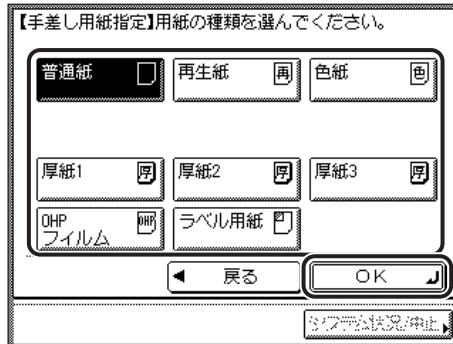 【手差し用紙指定】用紙の種類を選んでください。
普通紙 再生紙 再 色紙 色
厚紙1 厚 厚紙2 厚 厚紙3 厚
OHP
フィルム OHP ラベル用紙
戻る OK
システム状況/中止